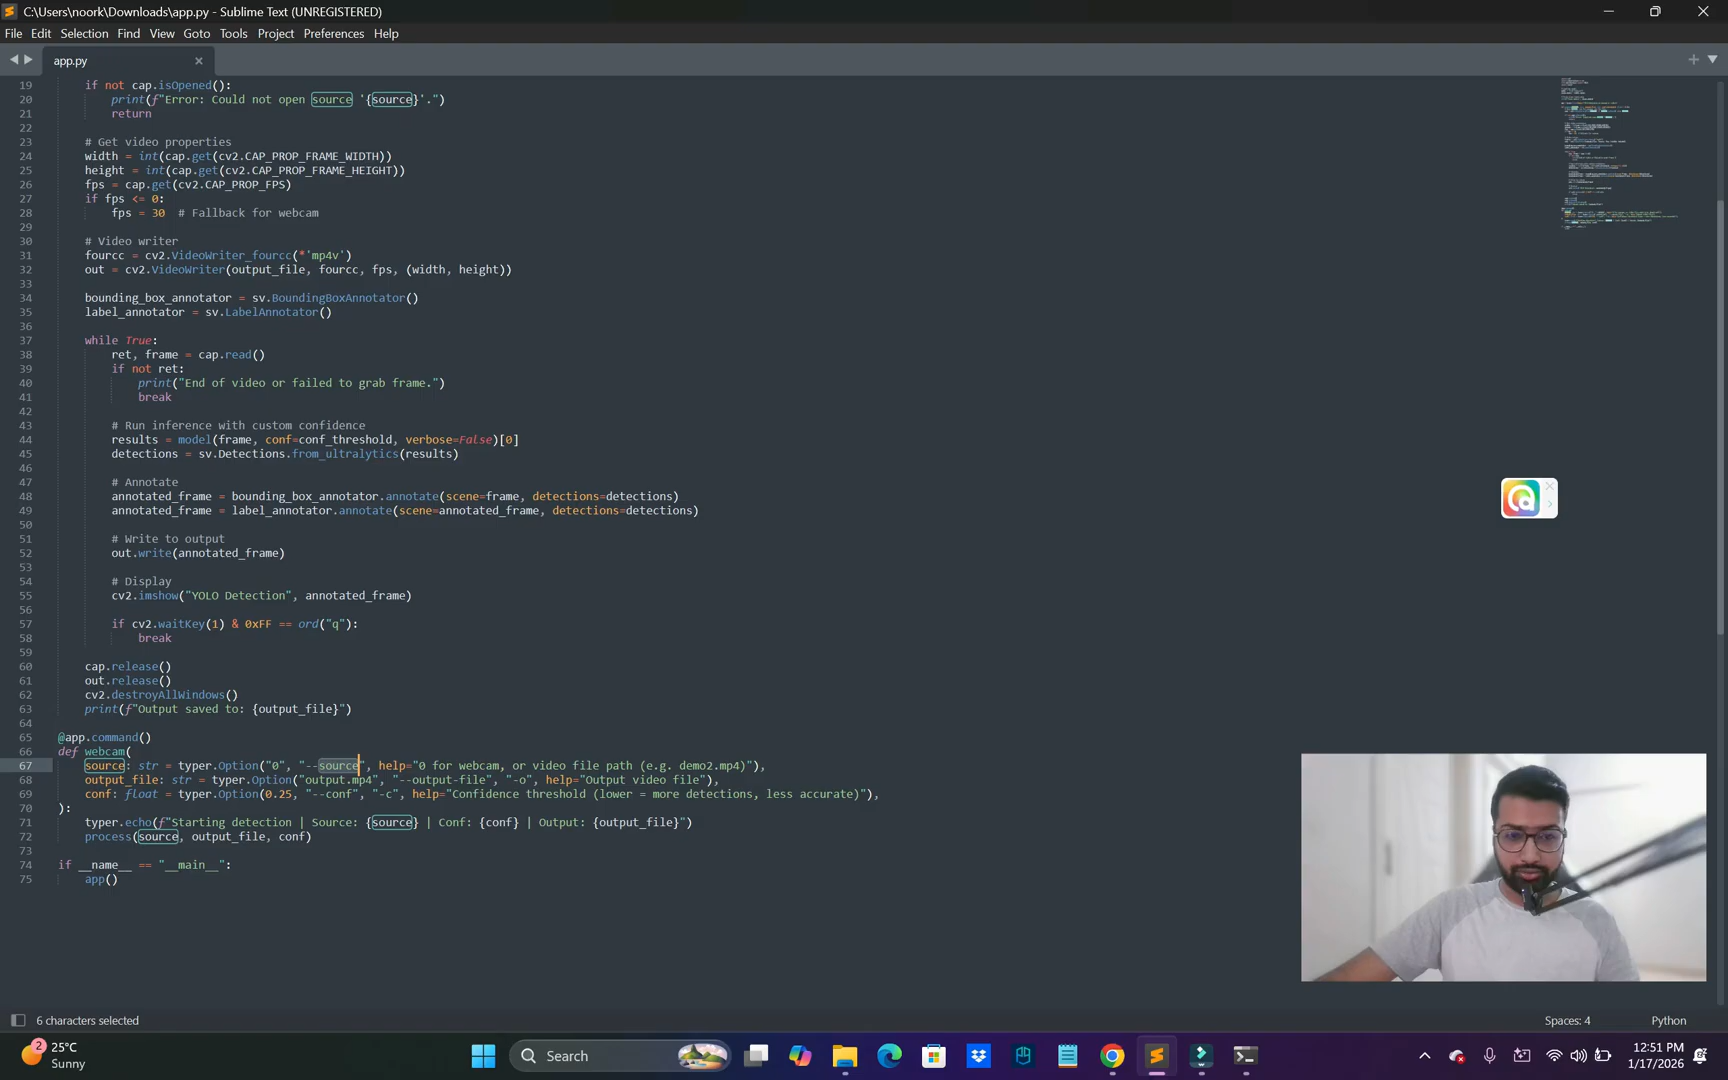 C:\Users\noork\Downloads\app.py - Sublime Text (UNREGISTERED)
File Edit Selection Find View Goto Tools Project Preferences Help
app.py
19 if not cap.isOpened():
20 print(f"Error: Could not open source '{source}'.")
21 return
22
23 # Get video properties
24 width = int(cap.get(cv2.CAP_PROP_FRAME_WIDTH))
25 height = int(cap.get(cv2.CAP_PROP_FRAME_HEIGHT))
26 fps = cap.get(cv2.CAP_PROP_FPS)
27 if fps <= 0:
28 fps = 30 # Fallback for webcam
29
30 # Video writer
31 fourcc = cv2.VideoWriter_fourcc(*'mp4v')
32 out = cv2.VideoWriter(output_file, fourcc, fps, (width, height))
33
34 bounding_box_annotator = sv.BoundingBoxAnnotator()
35 label_annotator = sv.LabelAnnotator()
36
37 while True:
38 ret, frame = cap.read()
39 if not ret:
40 print("End of video or failed to grab frame.")
41 break
42
43 # Run inference with custom confidence
44 results = model(frame, conf=conf_threshold, verbose=False)[0]
45 detections = sv.Detections.from_ultralytics(results)
46
47 # Annotate
48 annotated_frame = bounding_box_annotator.annotate(scene=frame, detections=detections)
49 annotated_frame = label_annotator.annotate(scene=annotated_frame, detections=detections)
50
51 # Write to output
52 out.write(annotated_frame)
53
54 # Display
55 cv2.imshow("YOLO Detection", annotated_frame)
56
57 if cv2.waitKey(1) & 0xFF == ord("q"):
58 break
59
60 cap.release()
61 out.release()
62 cv2.destroyAllWindows()
63 print(f"Output saved to: {output_file}")
64
65 @app.command()
66 def webcam(
67 source: str = typer.Option("0", "--source", help="0 for webcam, or video file path (e.g. demo2.mp4)"),
68 output_file: str = typer.Option("output.mp4", "--output-file", "-o", help="Output video file"),
69 conf: float = typer.Option(0.25, "--conf", "-c", help="Confidence threshold (lower = more detections, less accurate)"),
70 ):
71 typer.echo(f"Starting detection | Source: {source} | Conf: {conf} | Output: {output_file}")
72 process(source, output_file, conf)
73
74 if __name__ == "__main__":
75 app()
6 characters selected Spaces: 4 Python
2 25°C
Sunny
Search
12:51 PM
1/17/2026